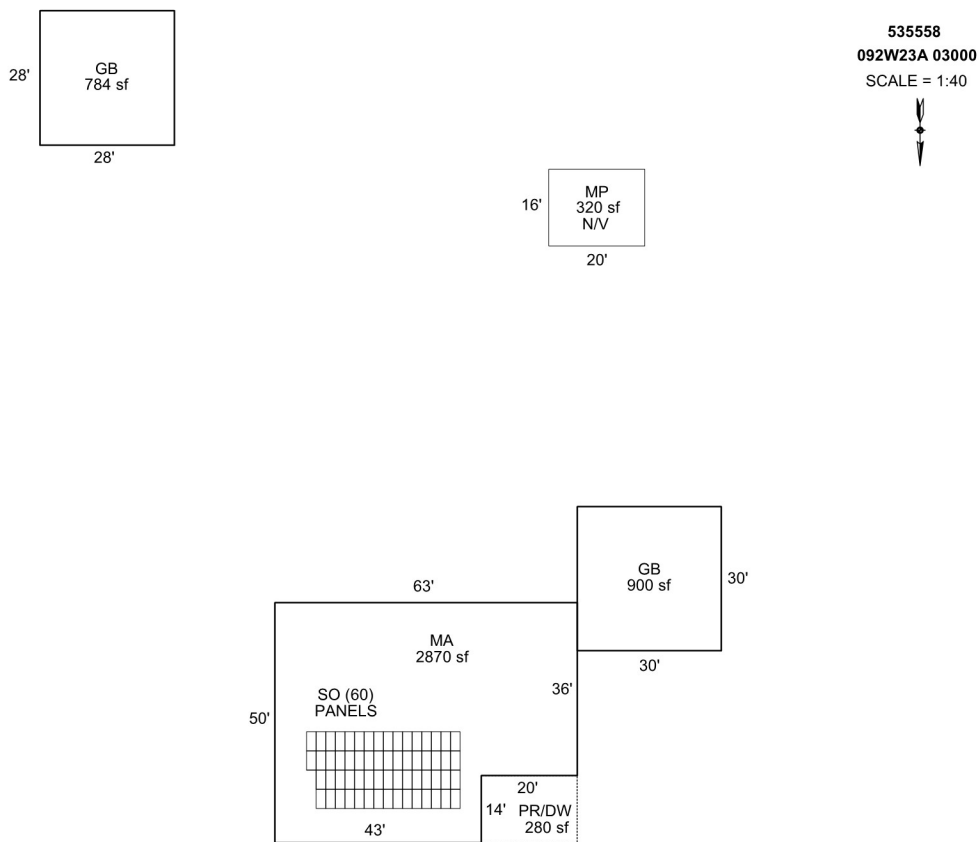 535558
092W23A 03000
SCALE = 1:40
28'
GB
784 sf
28'
16'
MP
320 sf
N/V
20'
GB
900 sf
30'
30'
63'
MA
2870 sf
SO (60)
PANELS
50'
36'
43'
20'
14'
PR/DW
280 sf